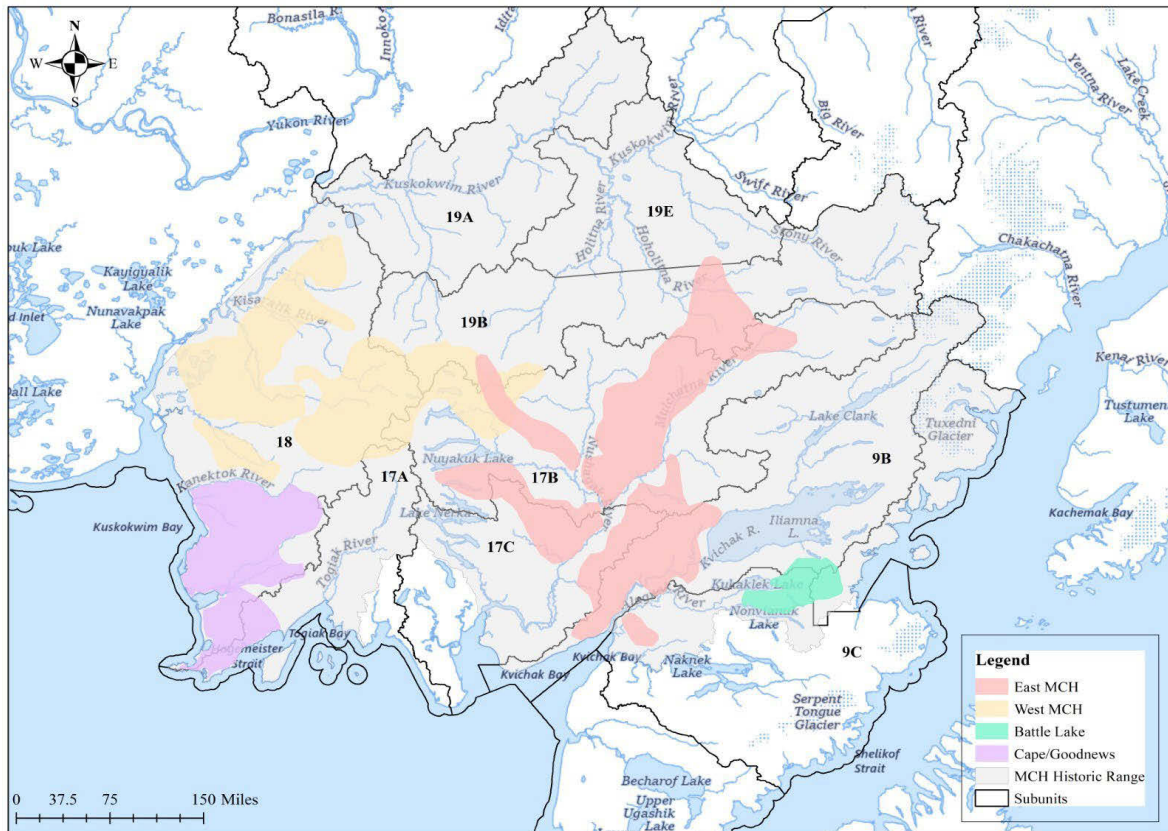 Bonasila R.
Innoko
N
W E
S
Yukon River
Big River
Yentna River
Lake Creek
Kuskokwim River
Kuskokwim River
Swift River
19A
19E
Holitna River
Hoholitna River
Stony River
Chakachatna River
Kayigyalik
Lake
Nunavakpak
Lake
Kisaralik River
19B
Dall Lake
Mulchatna River
Lake Clark
Tuxedni
Glacier
Tustumena
Lake
18
Kanektok River
17A
Nuyakuk Lake
17B
9B
Kuskokwim Bay
Lake Nerka
17C
Iliamna
L.
Kvichak R.
Kachemak Bay
Togiak River
Kukaklek Lake
River
Nonvianuk
Lake
Togiak Bay
Hagemeister
Strait
Kvichak Bay
Kvichak Bay
Naknek
Lake
9C
Serpent
Tongue
Glacier
Shelikof
Strait
Becharof Lake
Upper
Ugashik
Lake
0 37.5 75 150 Miles
Legend
East MCH
West MCH
Battle Lake
Cape/Goodnews
MCH Historic Range
Subunits